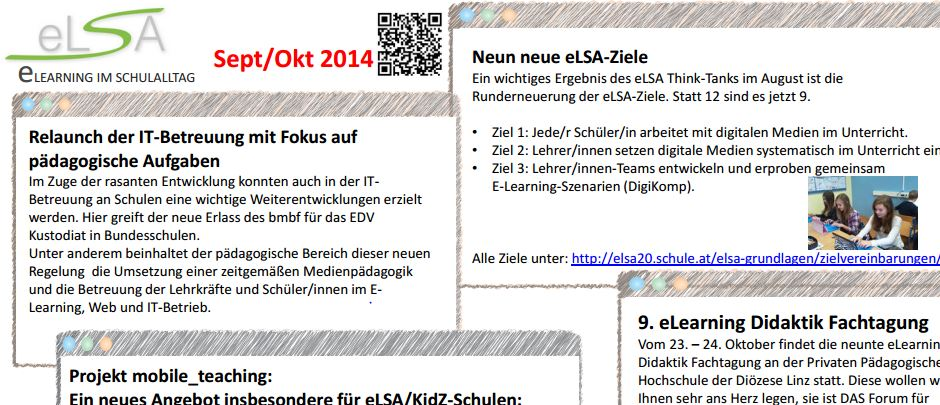 eLSA
eLEARNING IM SCHULALLTAG
Sept/Okt 2014
Relaunch der IT-Betreuung mit Fokus auf
pädagogische Aufgaben
Im Zuge der rasanten Entwicklung konnten auch in der IT-
Betreuung an Schulen eine wichtige Weiterentwicklungen erzielt
werden. Hier greift der neue Erlass des bmbf für das EDV
Kustodiat in Bundesschulen.
Unter anderem beinhaltet der pädagogische Bereich dieser neuen
Regelung die Umsetzung einer zeitgemäßen Medienpädagogik
und die Betreuung der Lehrkräfte und Schüler/innen im E-
Learning, Web und IT-Betrieb.
Projekt mobile_teaching:
Ein neues Angebot insbesondere für eLSA/KidZ-Schulen:
Neun neue eLSA-Ziele
Ein wichtiges Ergebnis des eLSA Think-Tanks im August ist die
Runderneuerung der eLSA-Ziele. Statt 12 sind es jetzt 9.
• Ziel 1: Jede/r Schüler/in arbeitet mit digitalen Medien im Unterricht.
• Ziel 2: Lehrer/innen setzen digitale Medien systematisch im Unterricht ein
• Ziel 3: Lehrer/innen-Teams entwickeln und erproben gemeinsam
E-Learning-Szenarien (DigiKomp).
Alle Ziele unter: http://elsa20.schule.at/elsa-grundlagen/zielvereinbarungen/
9. eLearning Didaktik Fachtagung
Vom 23. – 24. Oktober findet die neunte eLearnin
Didaktik Fachtagung an der Privaten Pädagogische
Hochschule der Diözese Linz statt. Diese wollen w
Ihnen sehr ans Herz legen, sie ist DAS Forum für